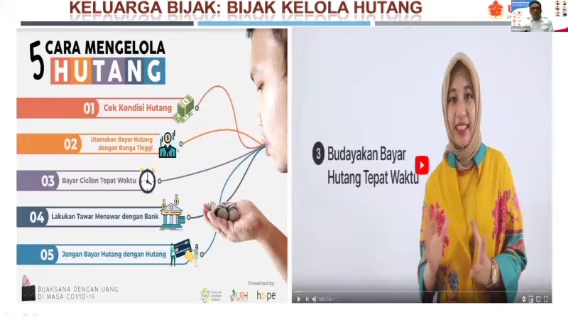 KELUARGA BIJAK: BIJAK KELOLA HUTANG
5 CARA MENGELOLA
HUTANG
01 Cek Kondisi Hutang
02 Utamakan Bayar Hutang
dengan Bunga Tinggi
03 Bayar Cicilan Tepat Waktu
04 Lakukan Tawar Menawar dengan Bank
05 Jangan Bayar Hutang dengan Hutang
BIJAKSANA DENGAN UANG
DI MASA COVID-19
Presented by
UIH
hope
3 Budayakan Bayar
Hutang Tepat Waktu